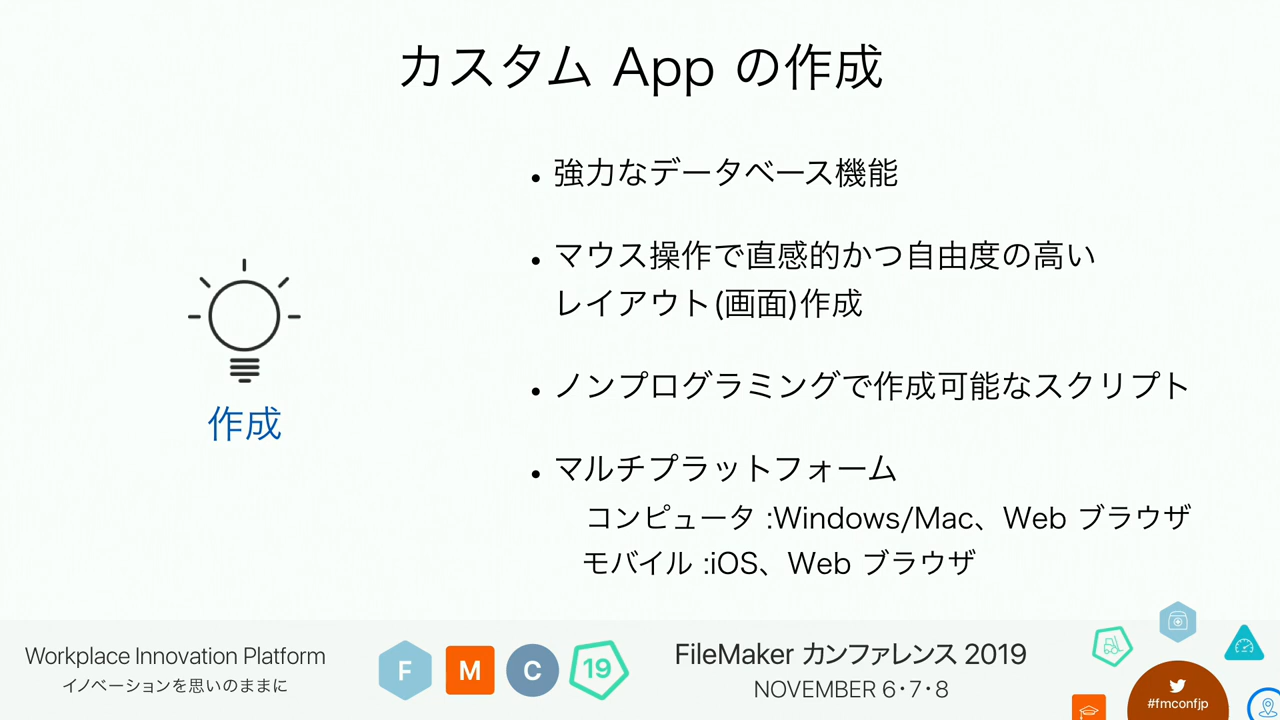 カスタム App の作成
• 強力なデータベース機能
• マウス操作で直感的かつ自由度の高い
レイアウト(画面)作成
• ノンプログラミングで作成可能なスクリプト
• マルチプラットフォーム
コンピュータ :Windows/Mac、Web ブラウザ
モバイル :iOS、Web ブラウザ
作成
Workplace Innovation Platform
イノベーションを思いのままに
F M C 19
FileMaker カンファレンス 2019
NOVEMBER 6・7・8
#fmconfjp